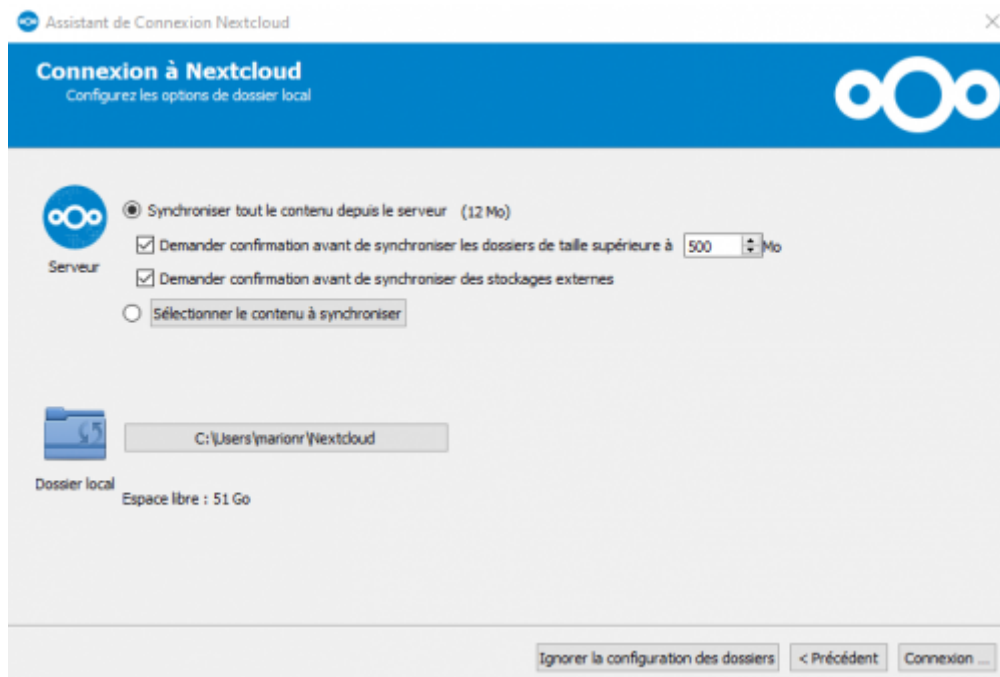 Assistant de Connexion Nextcloud
Connexion à Nextcloud
Configurez les options de dossier local
Synchroniser tout le contenu depuis le serveur (12 Mo)
Demander confirmation avant de synchroniser les dossiers de taille supérieure à 500 Mo
Serveur
Demander confirmation avant de synchroniser des stockages externes
Sélectionner le contenu à synchroniser
C:\Users\marionr\Nextcloud
Dossier local
Espace libre : 51 Go
Ignorer la configuration des dossiers < Précédent Connexion ...